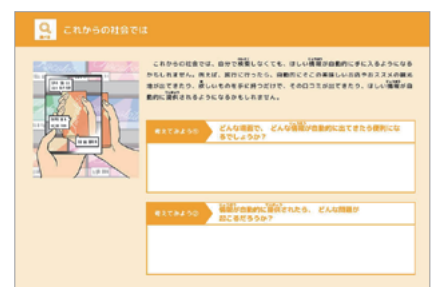 これからの社会では
これからの社会では、自分で検索しなくても、ほしい情報が自動的に手に入るようになる
かもしれません。例えば、旅行に行ったら、自動的にそこの美味しいお店やおススメの観光
地が出てきたり、欲しいものを手に持つだけで、その口コミが出てきたり、ほしい情報が自
動的に提供されるようになるかもしれません。
考えてみよう①
どんな場面で、どんな情報が自動的に出てきたら便利にな
るでしょうか？
考えてみよう②
情報が自動的に提供されたら、どんな問題が
起こるだろうか？